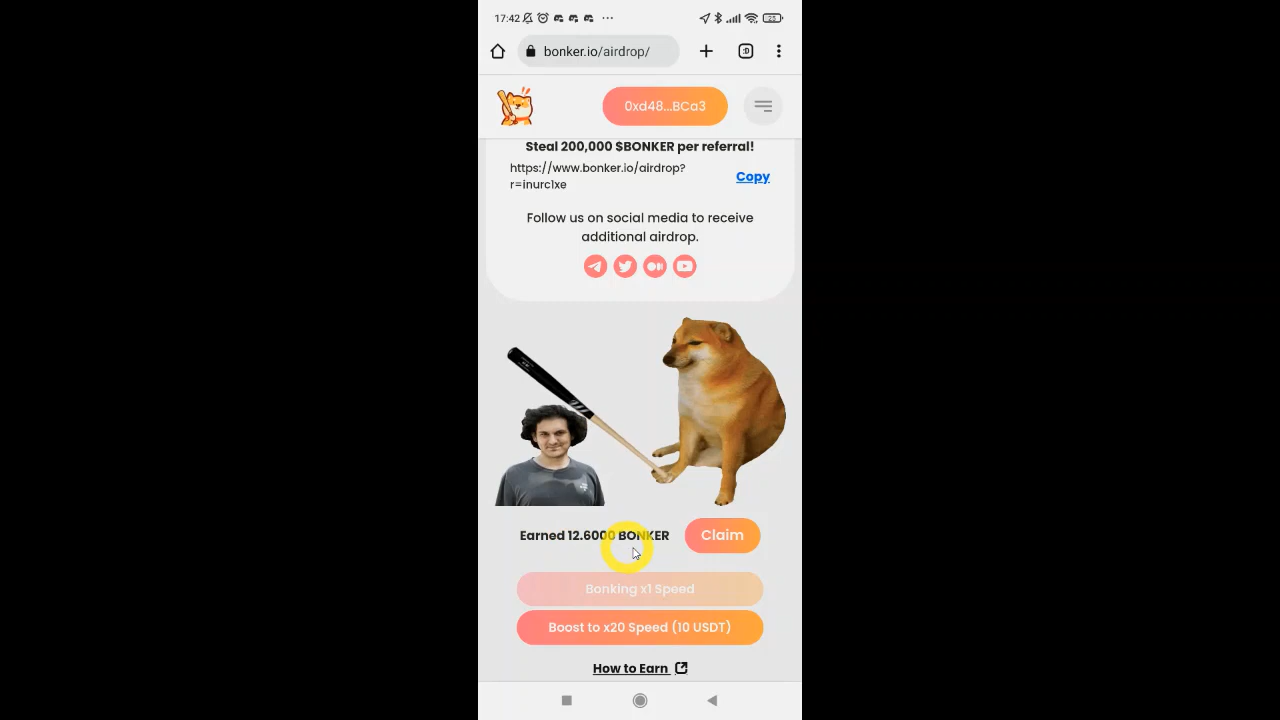 17:42
25
bonker.io/airdrop/
:D
0xd48...BCa3
Steal 200,000 $BONKER per referral!
https://www.bonker.io/airdrop?
r=inurc1xe
Copy
Follow us on social media to receive
additional airdrop.
Earned 12.6000 BONKER
Claim
Bonking x1 Speed
Boost to x20 Speed (10 USDT)
How to Earn